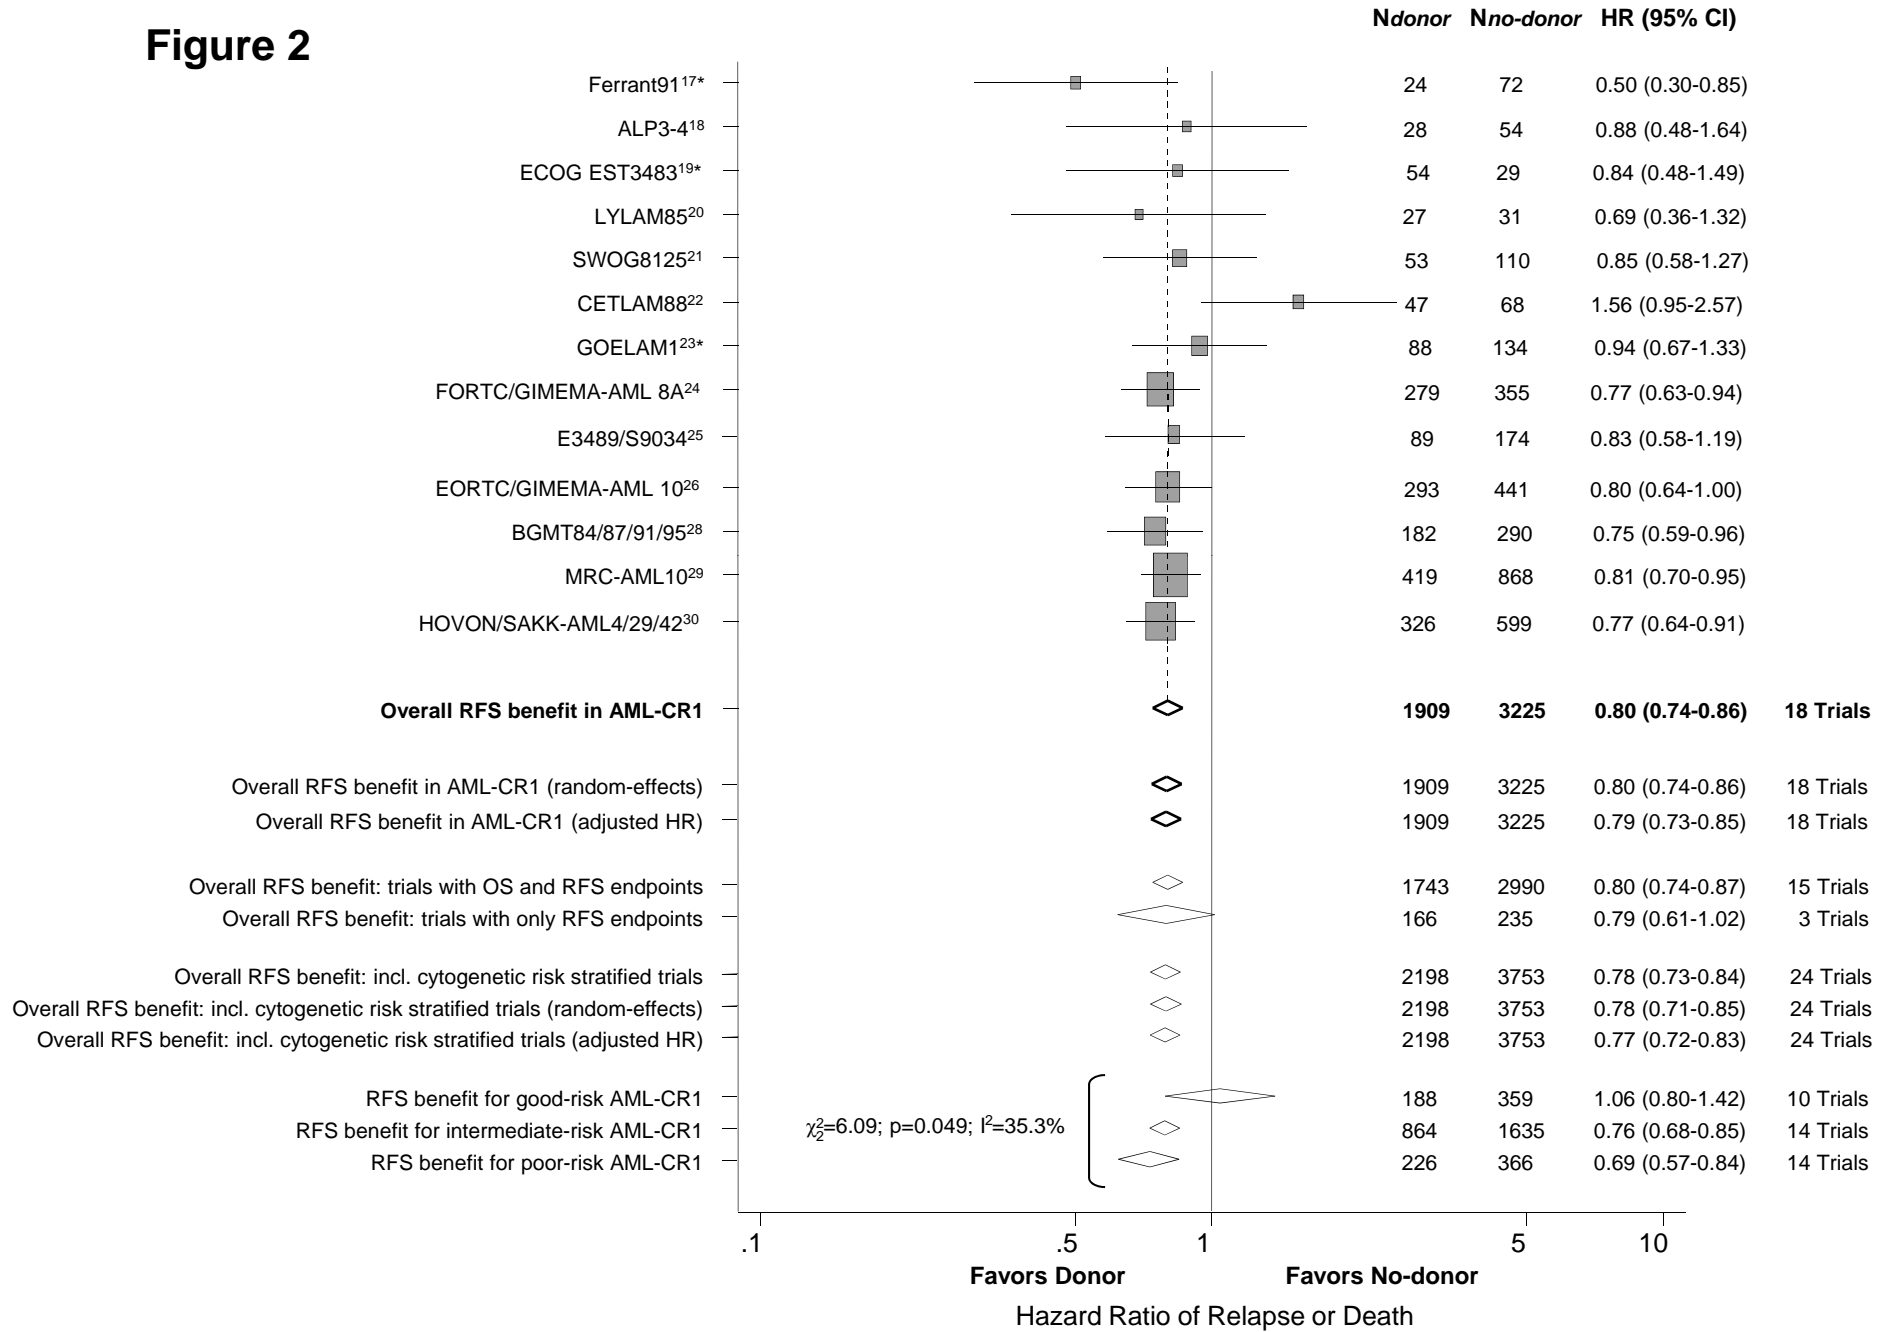 Figure 2
Ndonor Nno-donor HR (95% CI)
Ferrant91¹⁷* 24 72 0.50 (0.30-0.85)
ALP3-4¹⁸ 28 54 0.88 (0.48-1.64)
ECOG EST3483¹⁹* 54 29 0.84 (0.48-1.49)
LYLAM85²⁰ 27 31 0.69 (0.36-1.32)
SWOG8125²¹ 53 110 0.85 (0.58-1.27)
CETLAM88²² 47 68 1.56 (0.95-2.57)
GOELAM1²³* 88 134 0.94 (0.67-1.33)
FORTC/GIMEMA-AML 8A²⁴ 279 355 0.77 (0.63-0.94)
E3489/S9034²⁵ 89 174 0.83 (0.58-1.19)
EORTC/GIMEMA-AML 10²⁶ 293 441 0.80 (0.64-1.00)
BGMT84/87/91/95²⁸ 182 290 0.75 (0.59-0.96)
MRC-AML10²⁹ 419 868 0.81 (0.70-0.95)
HOVON/SAKK-AML4/29/42³⁰ 326 599 0.77 (0.64-0.91)
Overall RFS benefit in AML-CR1 1909 3225 0.80 (0.74-0.86) 18 Trials
Overall RFS benefit in AML-CR1 (random-effects) 1909 3225 0.80 (0.74-0.86) 18 Trials
Overall RFS benefit in AML-CR1 (adjusted HR) 1909 3225 0.79 (0.73-0.85) 18 Trials
Overall RFS benefit: trials with OS and RFS endpoints 1743 2990 0.80 (0.74-0.87) 15 Trials
Overall RFS benefit: trials with only RFS endpoints 166 235 0.79 (0.61-1.02) 3 Trials
Overall RFS benefit: incl. cytogenetic risk stratified trials 2198 3753 0.78 (0.73-0.84) 24 Trials
Overall RFS benefit: incl. cytogenetic risk stratified trials (random-effects) 2198 3753 0.78 (0.71-0.85) 24 Trials
Overall RFS benefit: incl. cytogenetic risk stratified trials (adjusted HR) 2198 3753 0.77 (0.72-0.83) 24 Trials
RFS benefit for good-risk AML-CR1 188 359 1.06 (0.80-1.42) 10 Trials
RFS benefit for intermediate-risk AML-CR1 χ²₂=6.09; p=0.049; I²=35.3% 864 1635 0.76 (0.68-0.85) 14 Trials
RFS benefit for poor-risk AML-CR1 226 366 0.69 (0.57-0.84) 14 Trials
.1 .5 1 5 10
Favors Donor Favors No-donor
Hazard Ratio of Relapse or Death